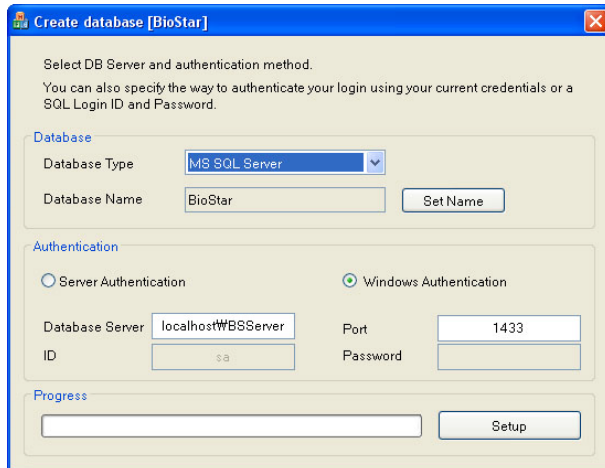 Create database [BioStar]
Select DB Server and authentication method.
You can also specify the way to authenticate your login using your current credentials or a
SQL Login ID and Password.
Database
Database Type MS SQL Server
Database Name BioStar Set Name
Authentication
Server Authentication Windows Authentication
Database Server localhost₩BSServer Port 1433
ID sa Password
Progress
Setup